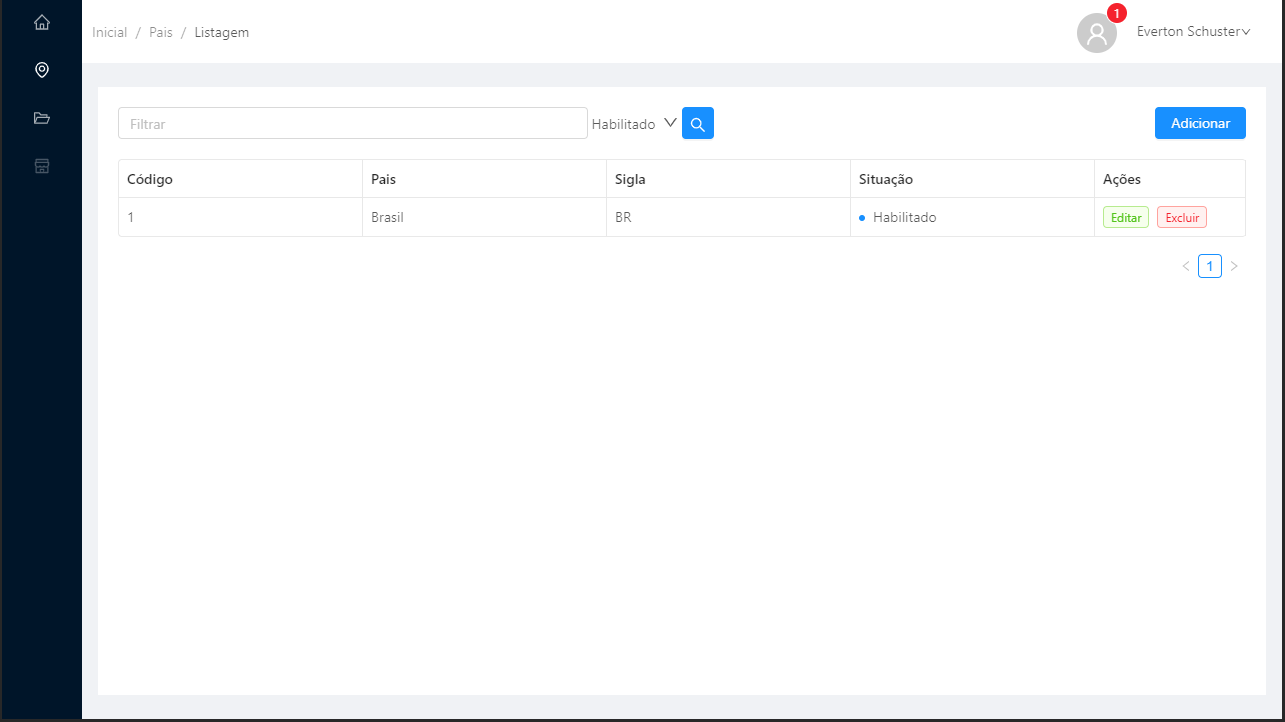 Inicial / Pais / Listagem
1
Everton Schuster
Filtrar
Habilitado
Adicionar
Código Pais Sigla Situação Ações
1 Brasil BR Habilitado Editar Excluir
< 1 >